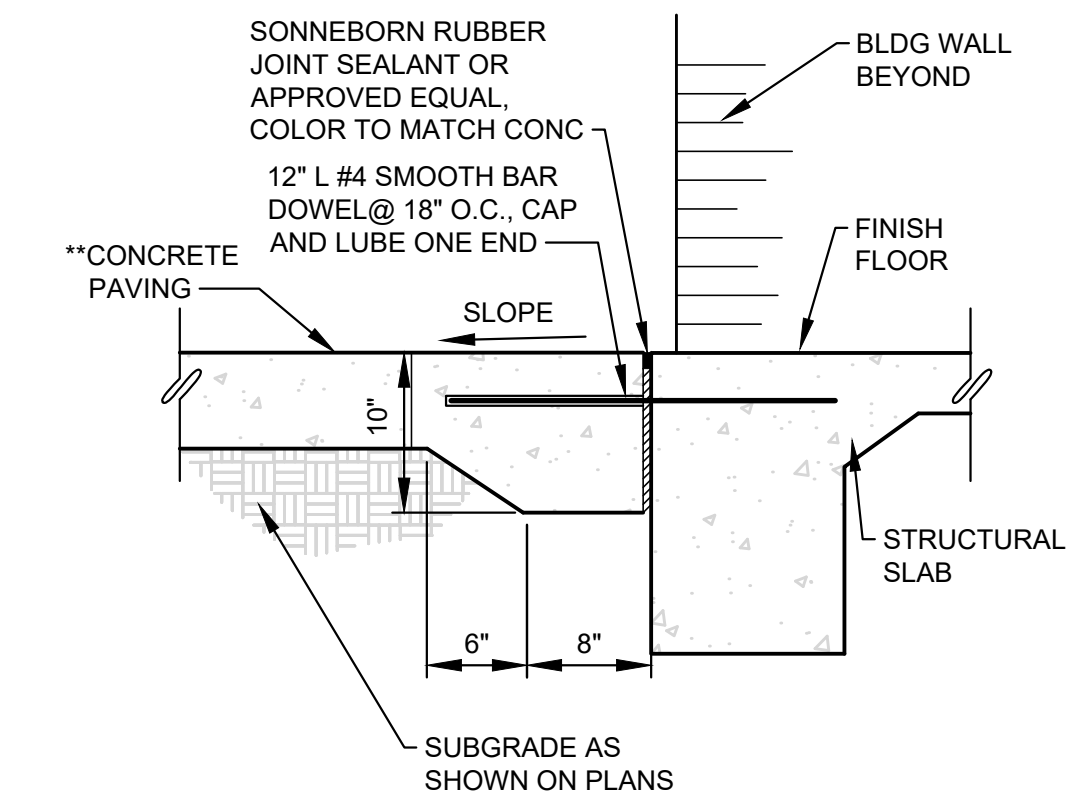 SONNEBORN RUBBER
JOINT SEALANT OR
APPROVED EQUAL,
COLOR TO MATCH CONC
BLDG WALL
BEYOND
12" L #4 SMOOTH BAR
DOWEL@ 18" O.C., CAP
AND LUBE ONE END
**CONCRETE
PAVING
FINISH
FLOOR
SLOPE
10"
STRUCTURAL
SLAB
6"
8"
SUBGRADE AS
SHOWN ON PLANS